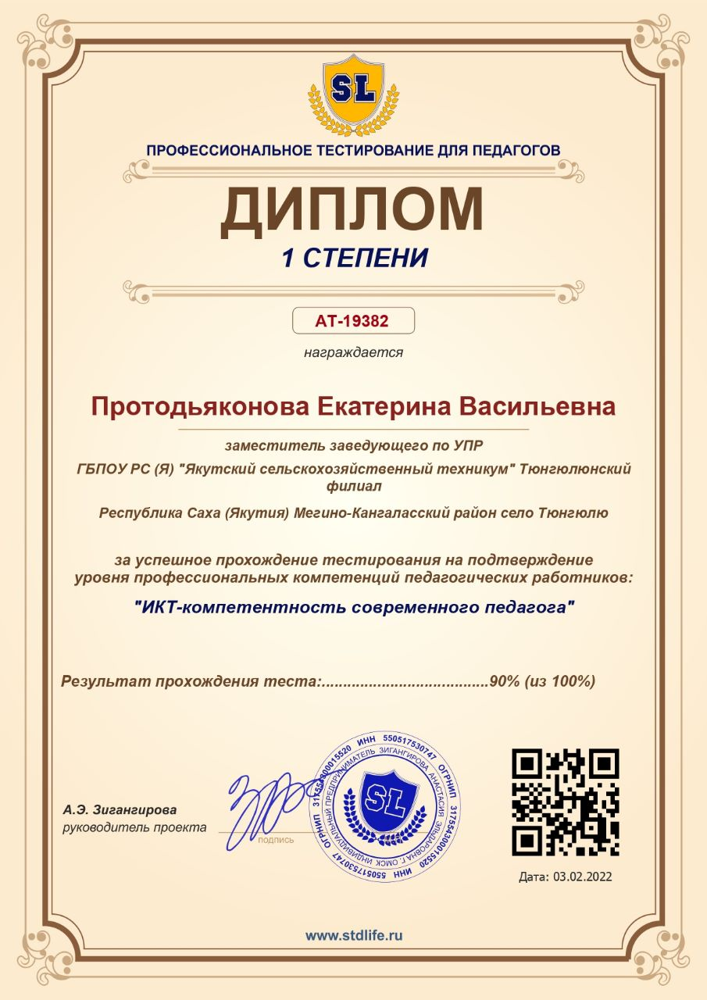 SL
ПРОФЕССИОНАЛЬНОЕ ТЕСТИРОВАНИЕ ДЛЯ ПЕДАГОГОВ
ДИПЛОМ
1 СТЕПЕНИ
АТ-19382
награждается
Протодьяконова Екатерина Васильевна
заместитель заведующего по УПР
ГБПОУ РС (Я) "Якутский сельскохозяйственный техникум" Тюнгюлюнский
филиал
Республика Саха (Якутия) Мегино-Кангаласский район село Тюнгюлю
за успешное прохождение тестирования на подтверждение
уровня профессиональных компетенций педагогических работников:
"ИКТ-компетентность современного педагога"
Результат прохождения теста:.......................................90% (из 100%)
ОГРНИП 317554300015520 ИНН 550517530747 ОГРНИП 317554300015520 ИНН 550517530747
ИНДИВИДУАЛЬНЫЙ ПРЕДПРИНИМАТЕЛЬ ЗИГАНГИРОВА АНАСТАСИЯ ЭЛЬДАРОВНА Г. ОМСК
SL
А.Э. Зигангирова
руководитель проекта
подпись
Дата: 03.02.2022
www.stdlife.ru